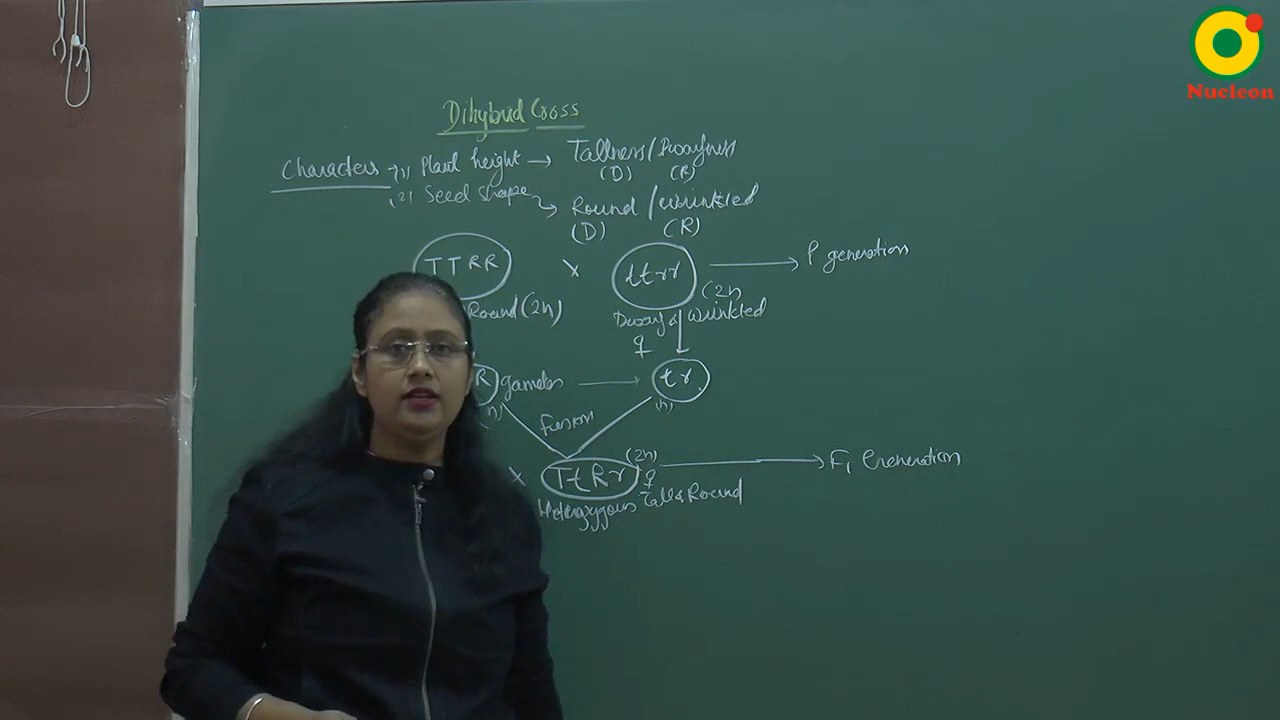 Nucleon
Dihybrid Cross
Characters → (1) Plant height → Tallness/Dwarfness
(D) (R)
(2) Seed shape → Round/Wrinkled
(D) (R)
TTRR × ttrr → P generation
Round (2n) (2n
Dwarf & Wrinkled
♀
R gametes → tr
(n) (n)
Fusion
× TtRr (2n) ♀ → F1 Generation
Heterozygous Tall & Round